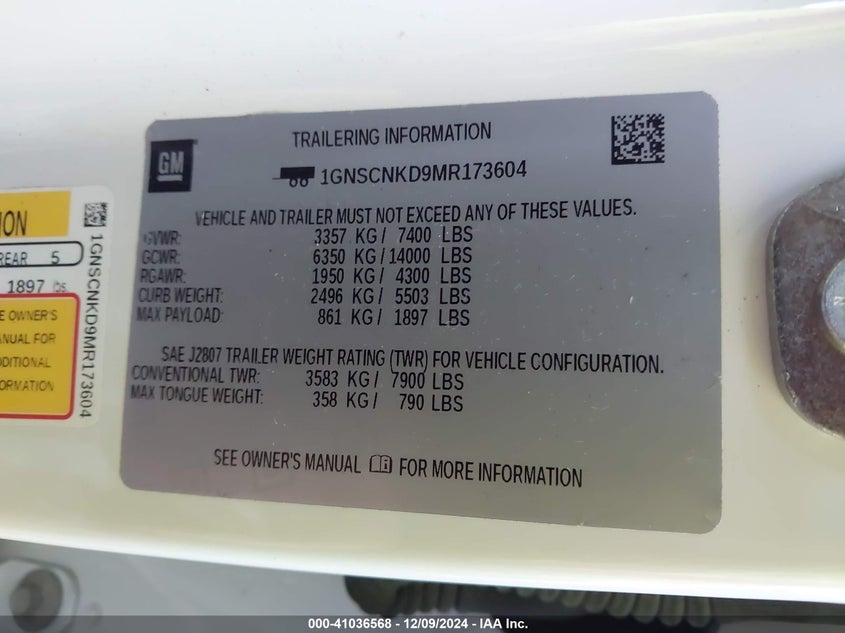 GM
TRAILERING INFORMATION
1GNSCNKD9MR173604
VEHICLE AND TRAILER MUST NOT EXCEED ANY OF THESE VALUES.
GVWR: 3357 KG / 7400 LBS
GCWR: 6350 KG / 14000 LBS
RGAWR: 1950 KG / 4300 LBS
CURB WEIGHT: 2496 KG / 5503 LBS
MAX PAYLOAD: 861 KG / 1897 LBS
SAE J2807 TRAILER WEIGHT RATING (TWR) FOR VEHICLE CONFIGURATION.
CONVENTIONAL TWR: 3583 KG / 7900 LBS
MAX TONGUE WEIGHT: 358 KG / 790 LBS
SEE OWNER'S MANUAL FOR MORE INFORMATION
REAR 5
1897 lbs
OWNER'S
FOR
1GNSCNKD9MR173604
000-41036568 - 12/09/2024 - IAA Inc.